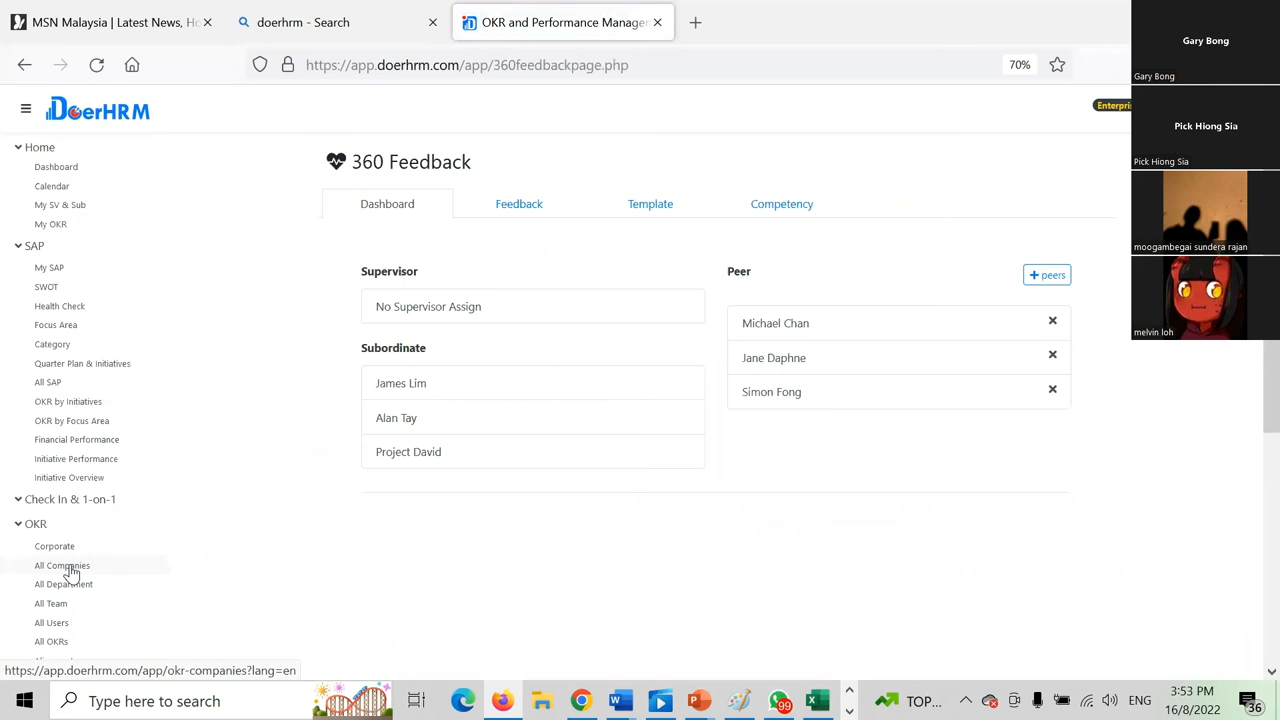 MSN Malaysia | Latest News, Ho
doerhrm - Search
OKR and Performance Manage
https://app.doerhrm.com/app/360feedbackpage.php
70%
Gary Bong
Gary Bong
Pick Hiong Sia
Pick Hiong Sia
moogambegai sundera rajan
melvin loh
DoerHRM
Enterpris
Home
Dashboard
Calendar
My SV & Sub
My OKR
SAP
My SAP
SWOT
Health Check
Focus Area
Category
Quarter Plan & Initiatives
All SAP
OKR by Initiatives
OKR by Focus Area
Financial Performance
Initiative Performance
Initiative Overview
Check In & 1-on-1
OKR
Corporate
All Companies
All Department
All Team
All Users
All OKRs
360 Feedback
Dashboard
Feedback
Template
Competency
Supervisor
No Supervisor Assign
Subordinate
James Lim
Alan Tay
Project David
Peer
+ peers
Michael Chan
Jane Daphne
Simon Fong
https://app.doerhrm.com/app/okr-companies?lang=en
Type here to search
99
TOP...
ENG
3:53 PM
16/8/2022
36